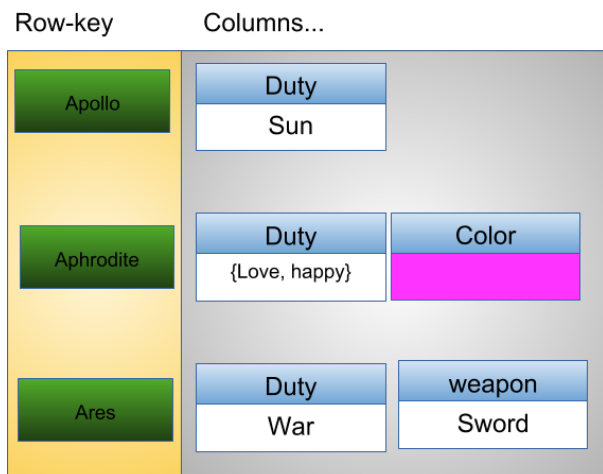 Row-key
Columns...
Apollo
Duty
Sun
Aphrodite
Duty
{Love, happy}
Color
Ares
Duty
War
weapon
Sword